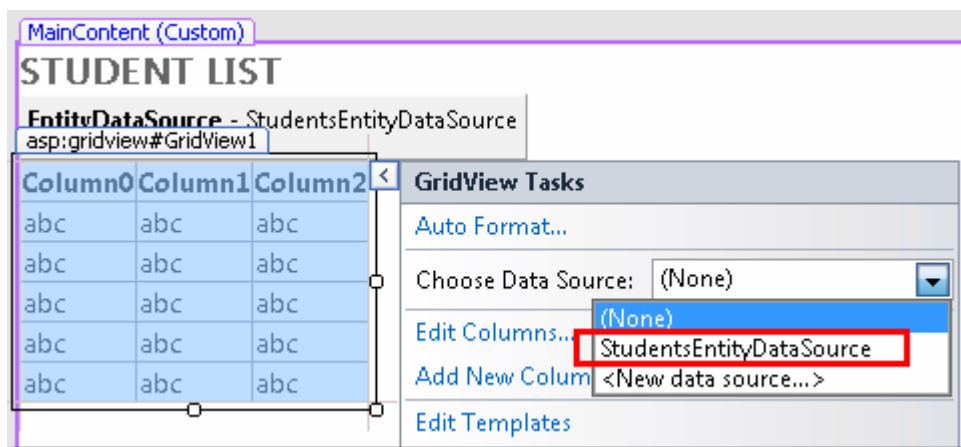 MainContent (Custom)
STUDENT LIST
EntityDataSource - StudentsEntityDataSource
asp:gridview#GridView1
Column0 Column1 Column2
abc abc abc
abc abc abc
abc abc abc
abc abc abc
abc abc abc
<
GridView Tasks
Auto Format...
Choose Data Source: (None)
(None)
StudentsEntityDataSource
<New data source...>
Edit Columns...
Add New Colum
Edit Templates